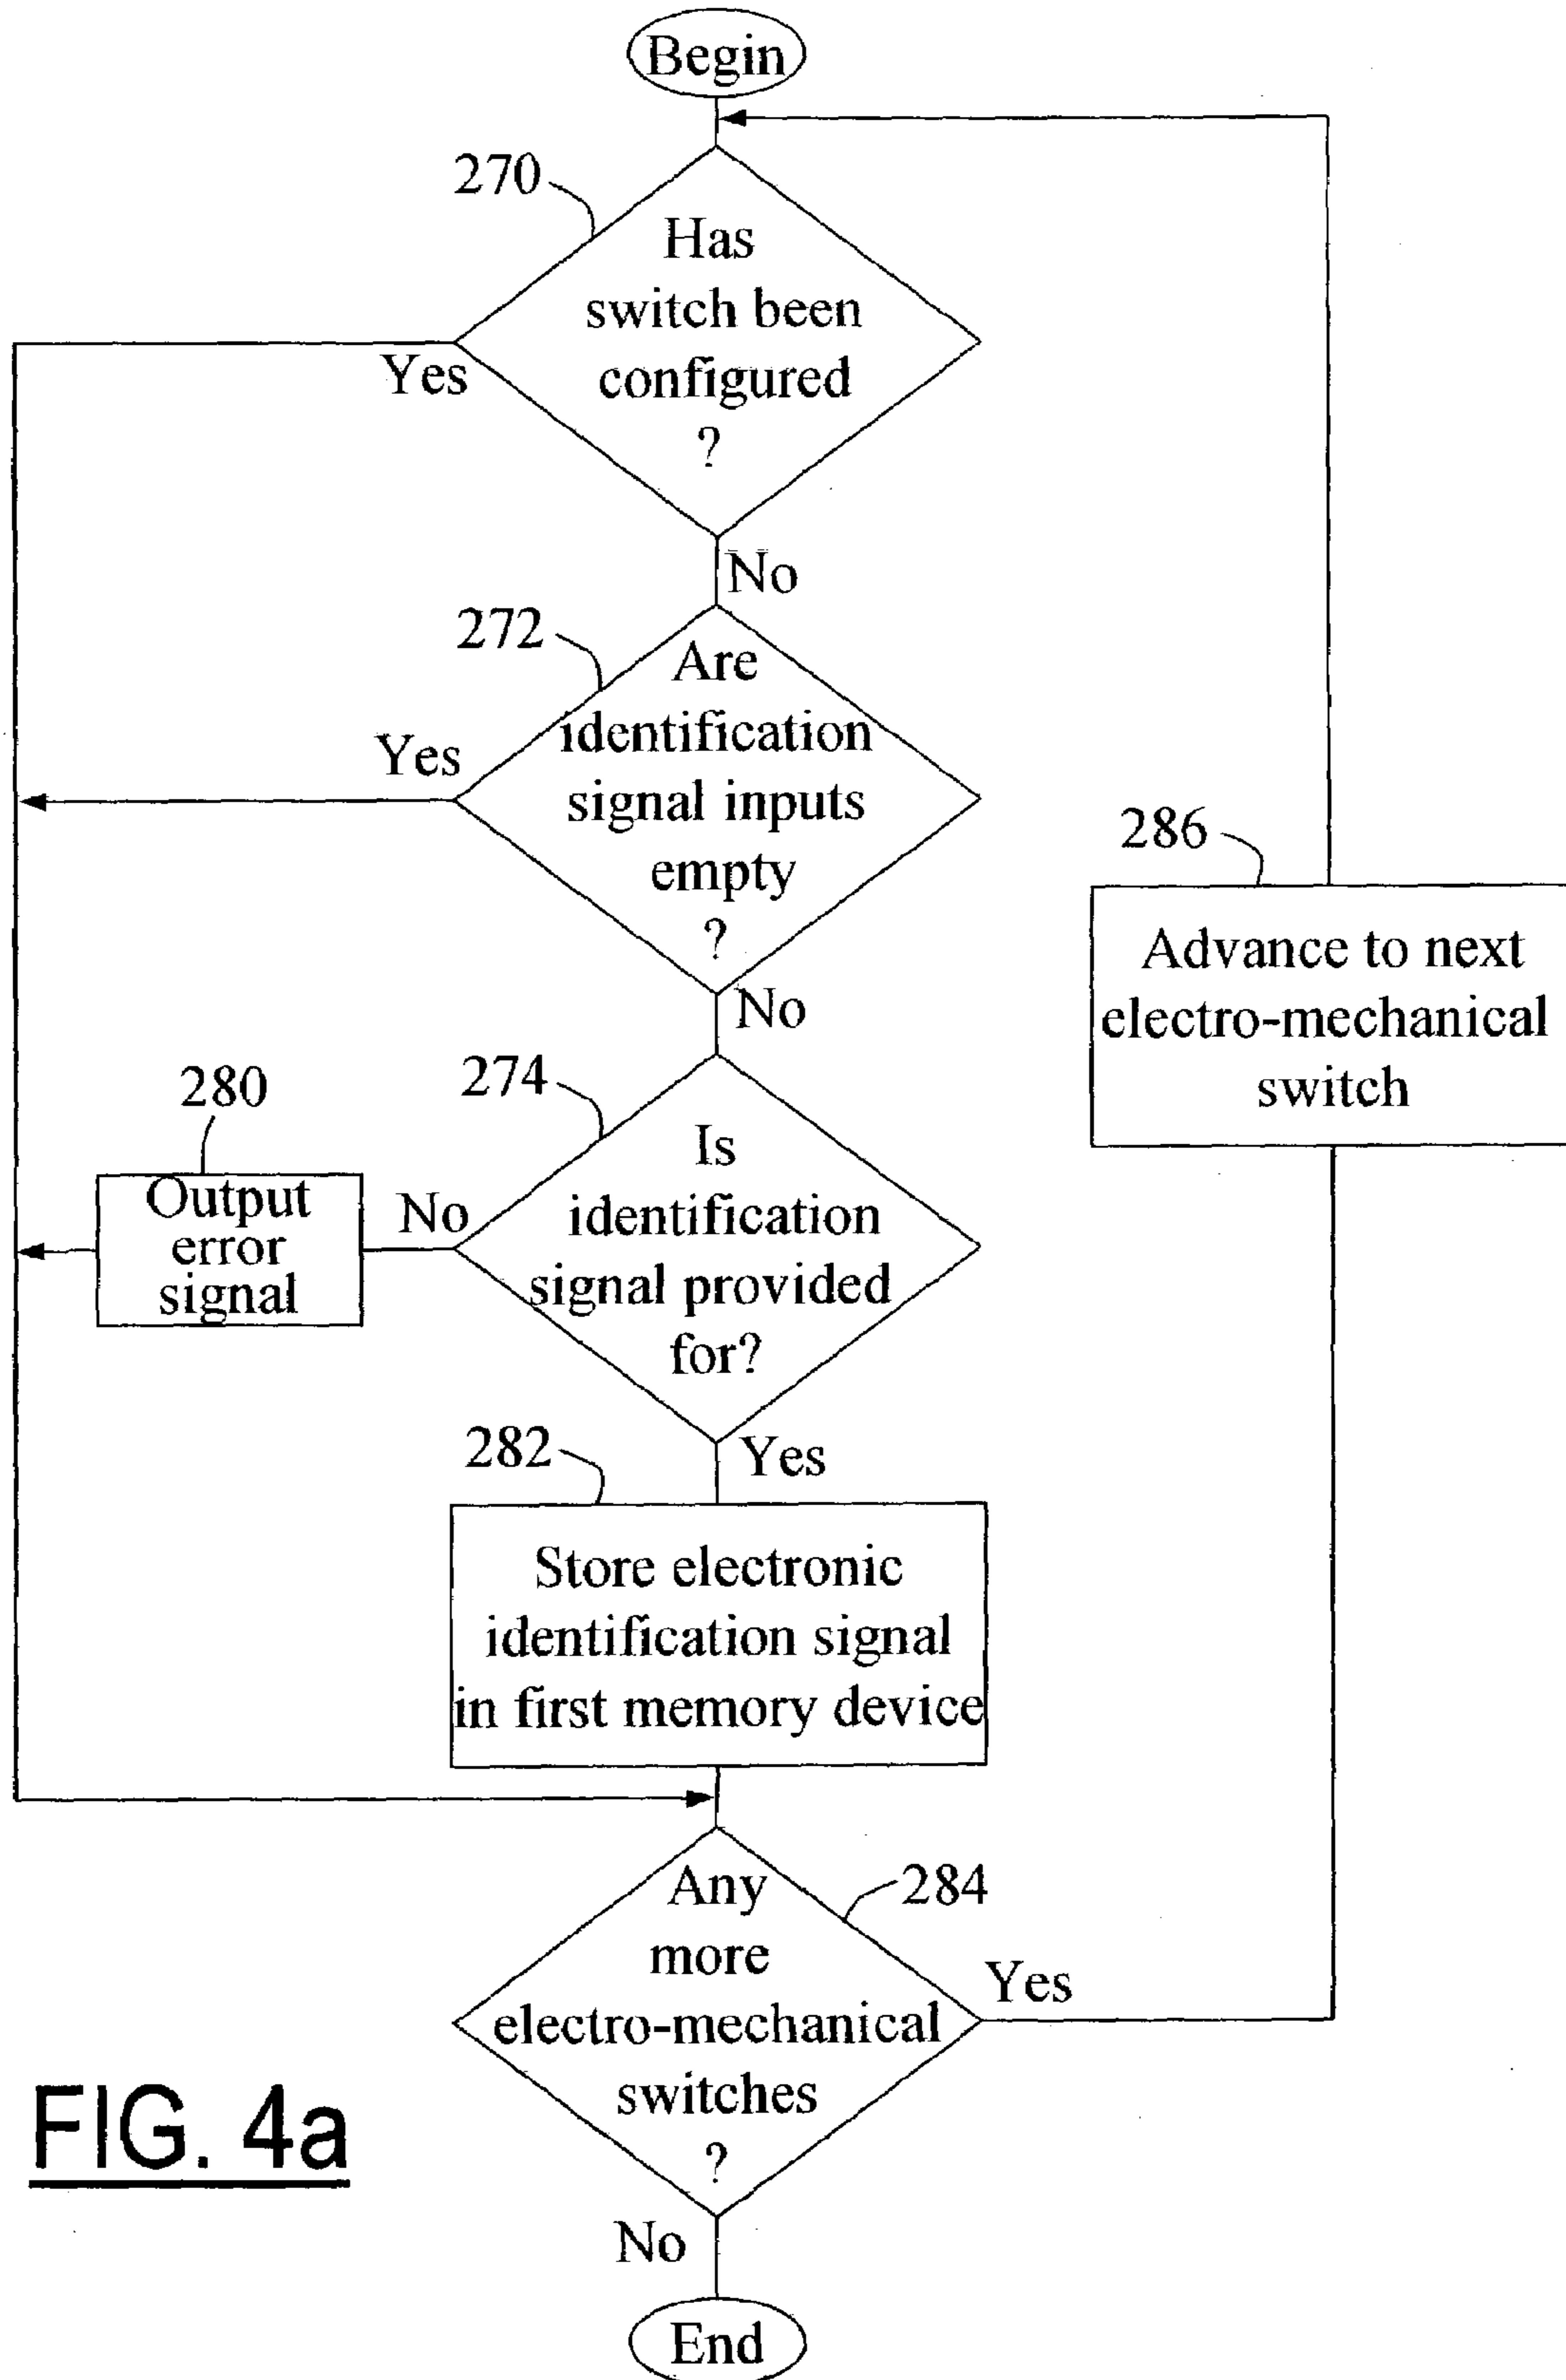 Begin
270
Has
switch been
configured
?
Yes
No
272
Are
identification
signal inputs
empty
?
Yes
No
286
Advance to next
electro-mechanical
switch
274
Is
identification
signal provided
for?
280
Output
error
signal
No
Yes
282
Store electronic
identification signal
in first memory device
Any
more
electro-mechanical
switches
?
284
Yes
No
End
FIG. 4a